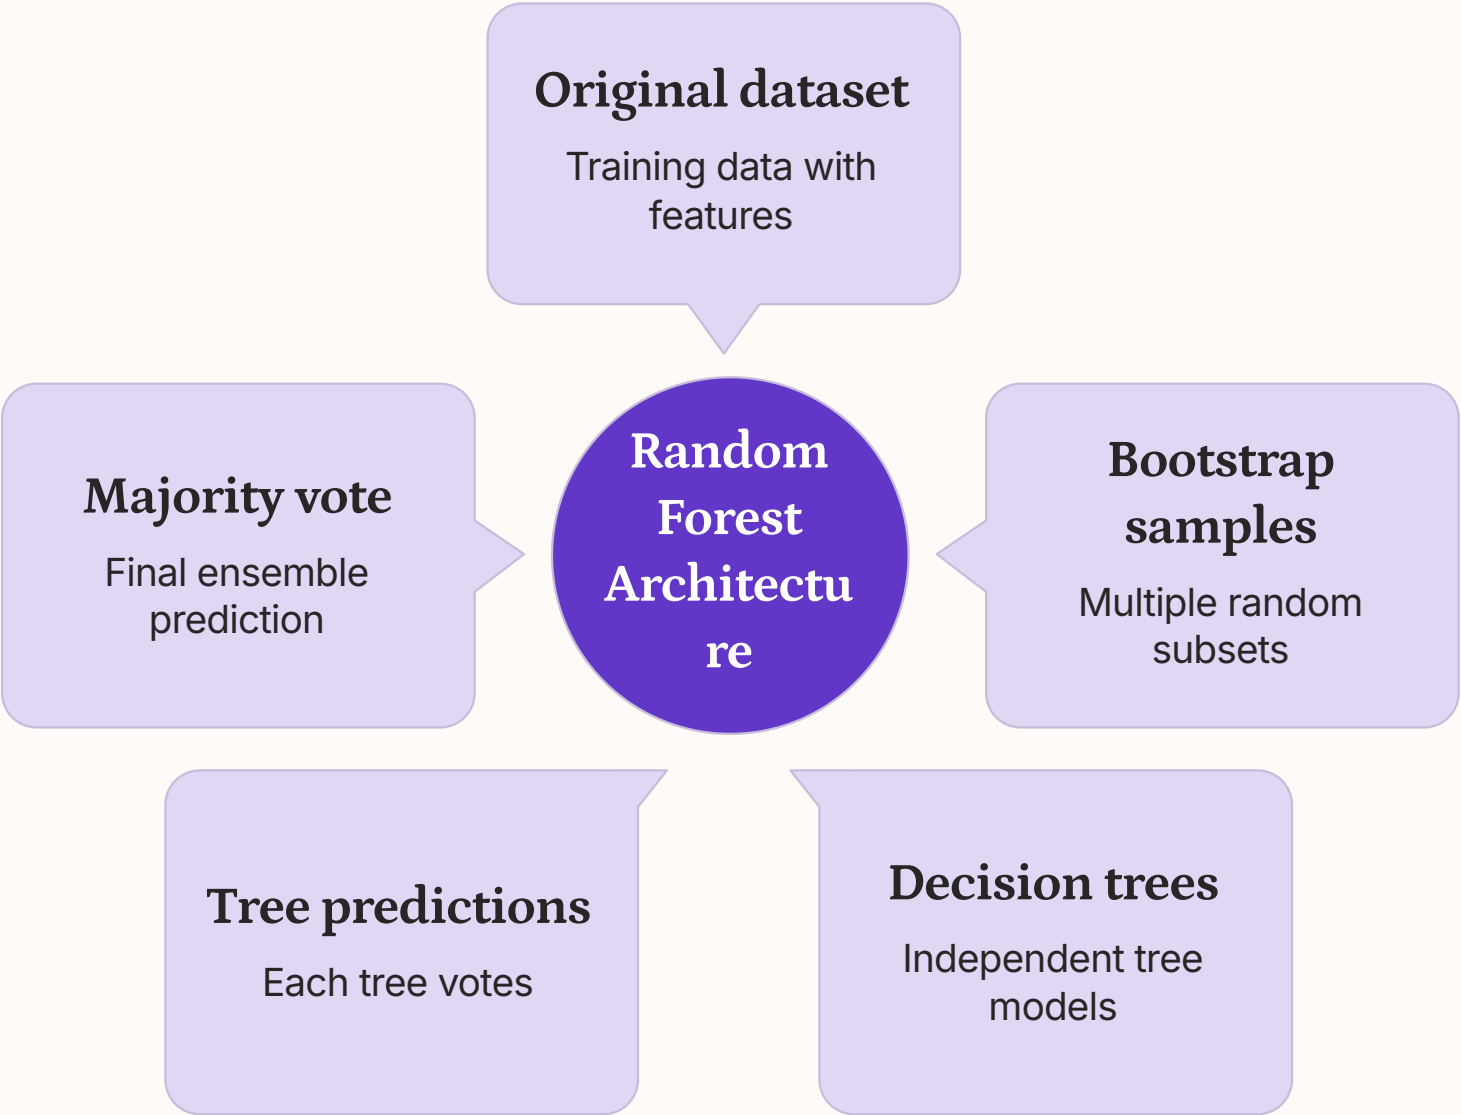 Original dataset
Training data with
features
Random
Forest
Architectu
re
Majority vote
Final ensemble
prediction
Bootstrap
samples
Multiple random
subsets
Tree predictions
Each tree votes
Decision trees
Independent tree
models